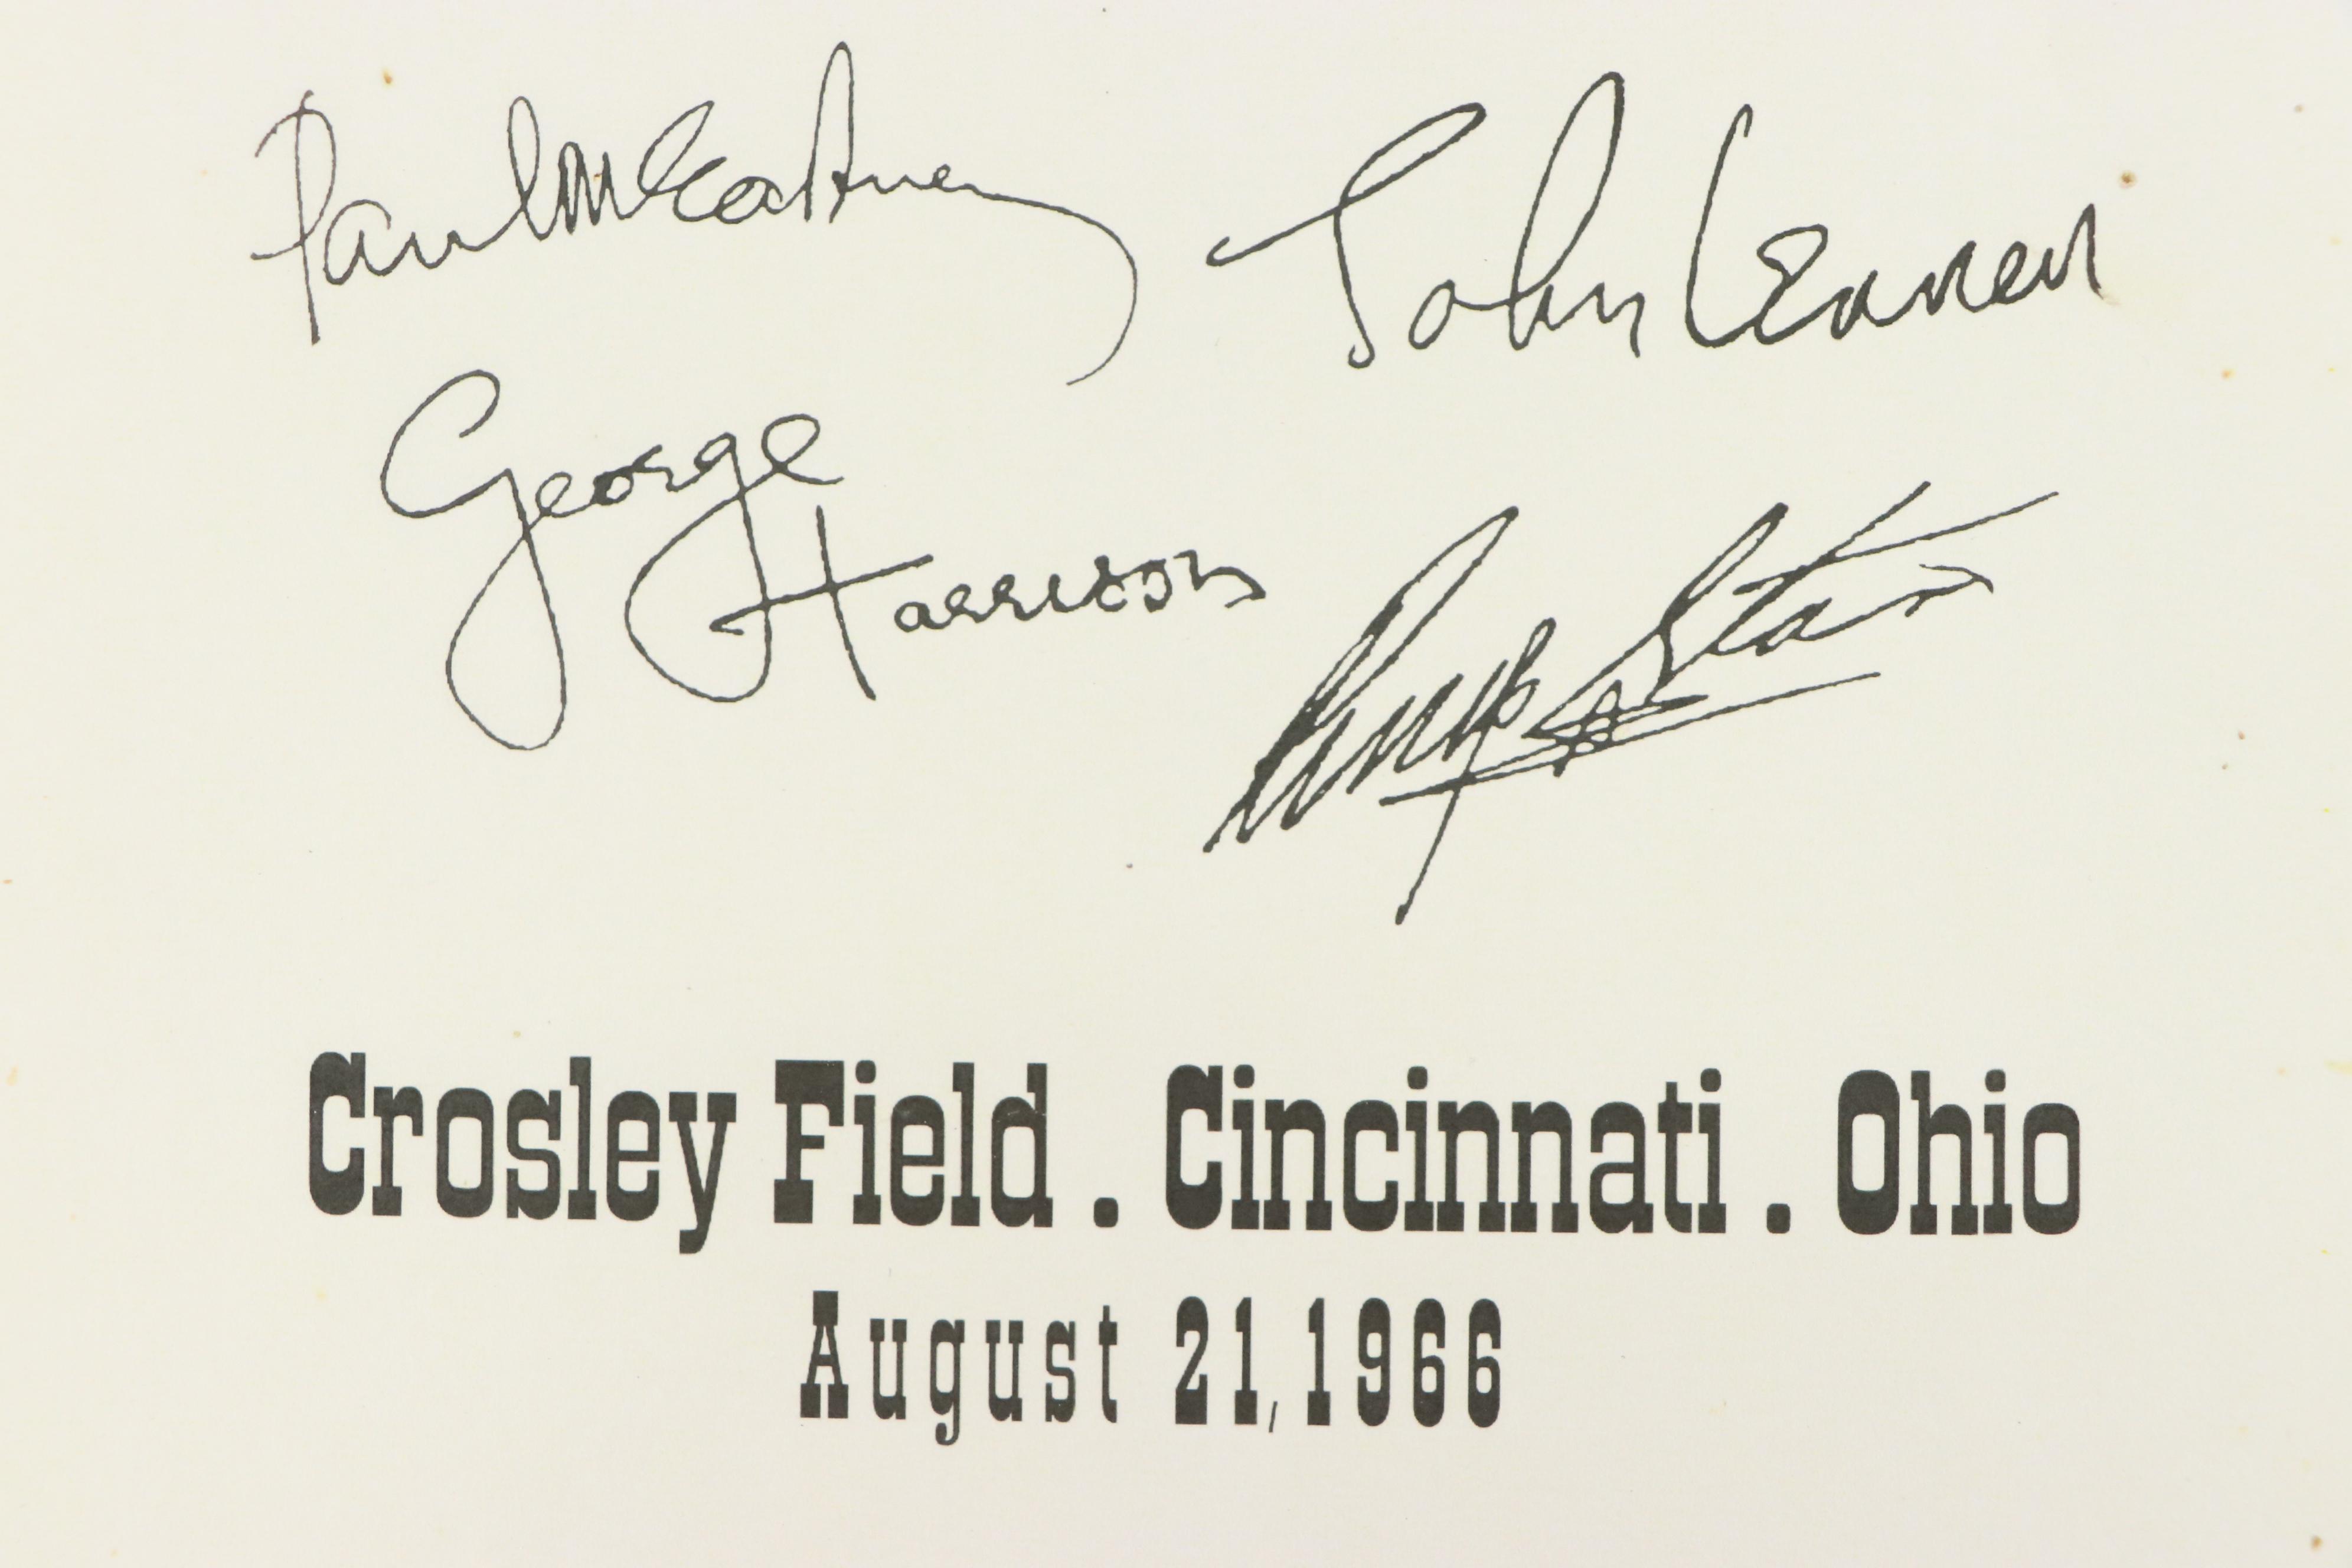 Paul McCartney
John Lennon
George
Harrison
Ringo Starr
Crosley Field . Cincinnati . Ohio
August 21, 1966